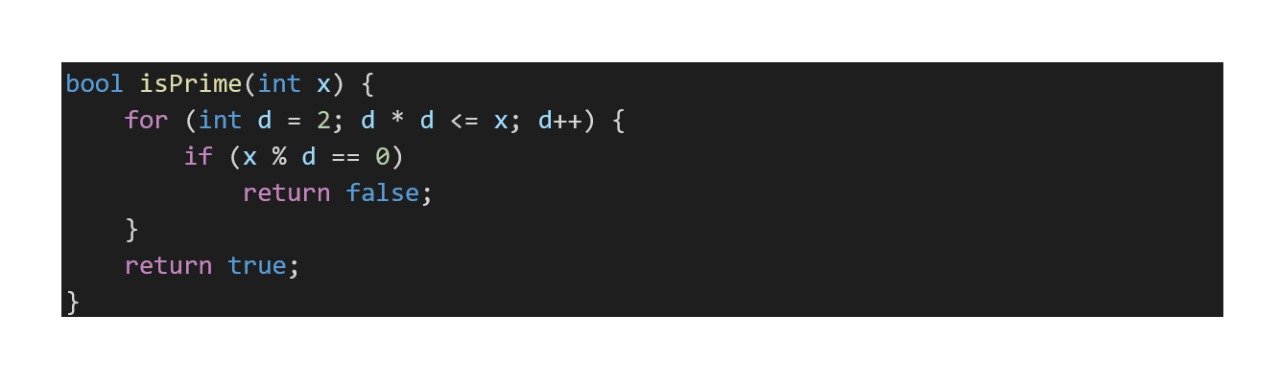 bool isPrime(int x) {
    for (int d = 2; d * d <= x; d++) {
        if (x % d == 0)
            return false;
    }
    return true;
}